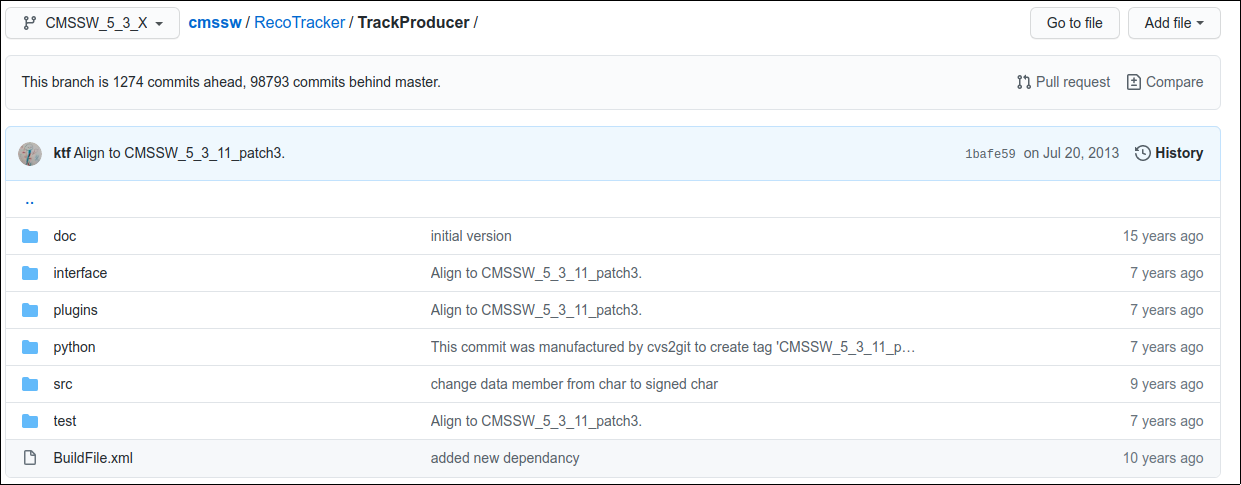 CMSSW_5_3_X cmssw / RecoTracker / TrackProducer / Go to file Add file
This branch is 1274 commits ahead, 98793 commits behind master. Pull request Compare
ktf Align to CMSSW_5_3_11_patch3. 1bafe59 on Jul 20, 2013 History
..
doc initial version 15 years ago
interface Align to CMSSW_5_3_11_patch3. 7 years ago
plugins Align to CMSSW_5_3_11_patch3. 7 years ago
python This commit was manufactured by cvs2git to create tag 'CMSSW_5_3_11_p… 7 years ago
src change data member from char to signed char 9 years ago
test Align to CMSSW_5_3_11_patch3. 7 years ago
BuildFile.xml added new dependancy 10 years ago